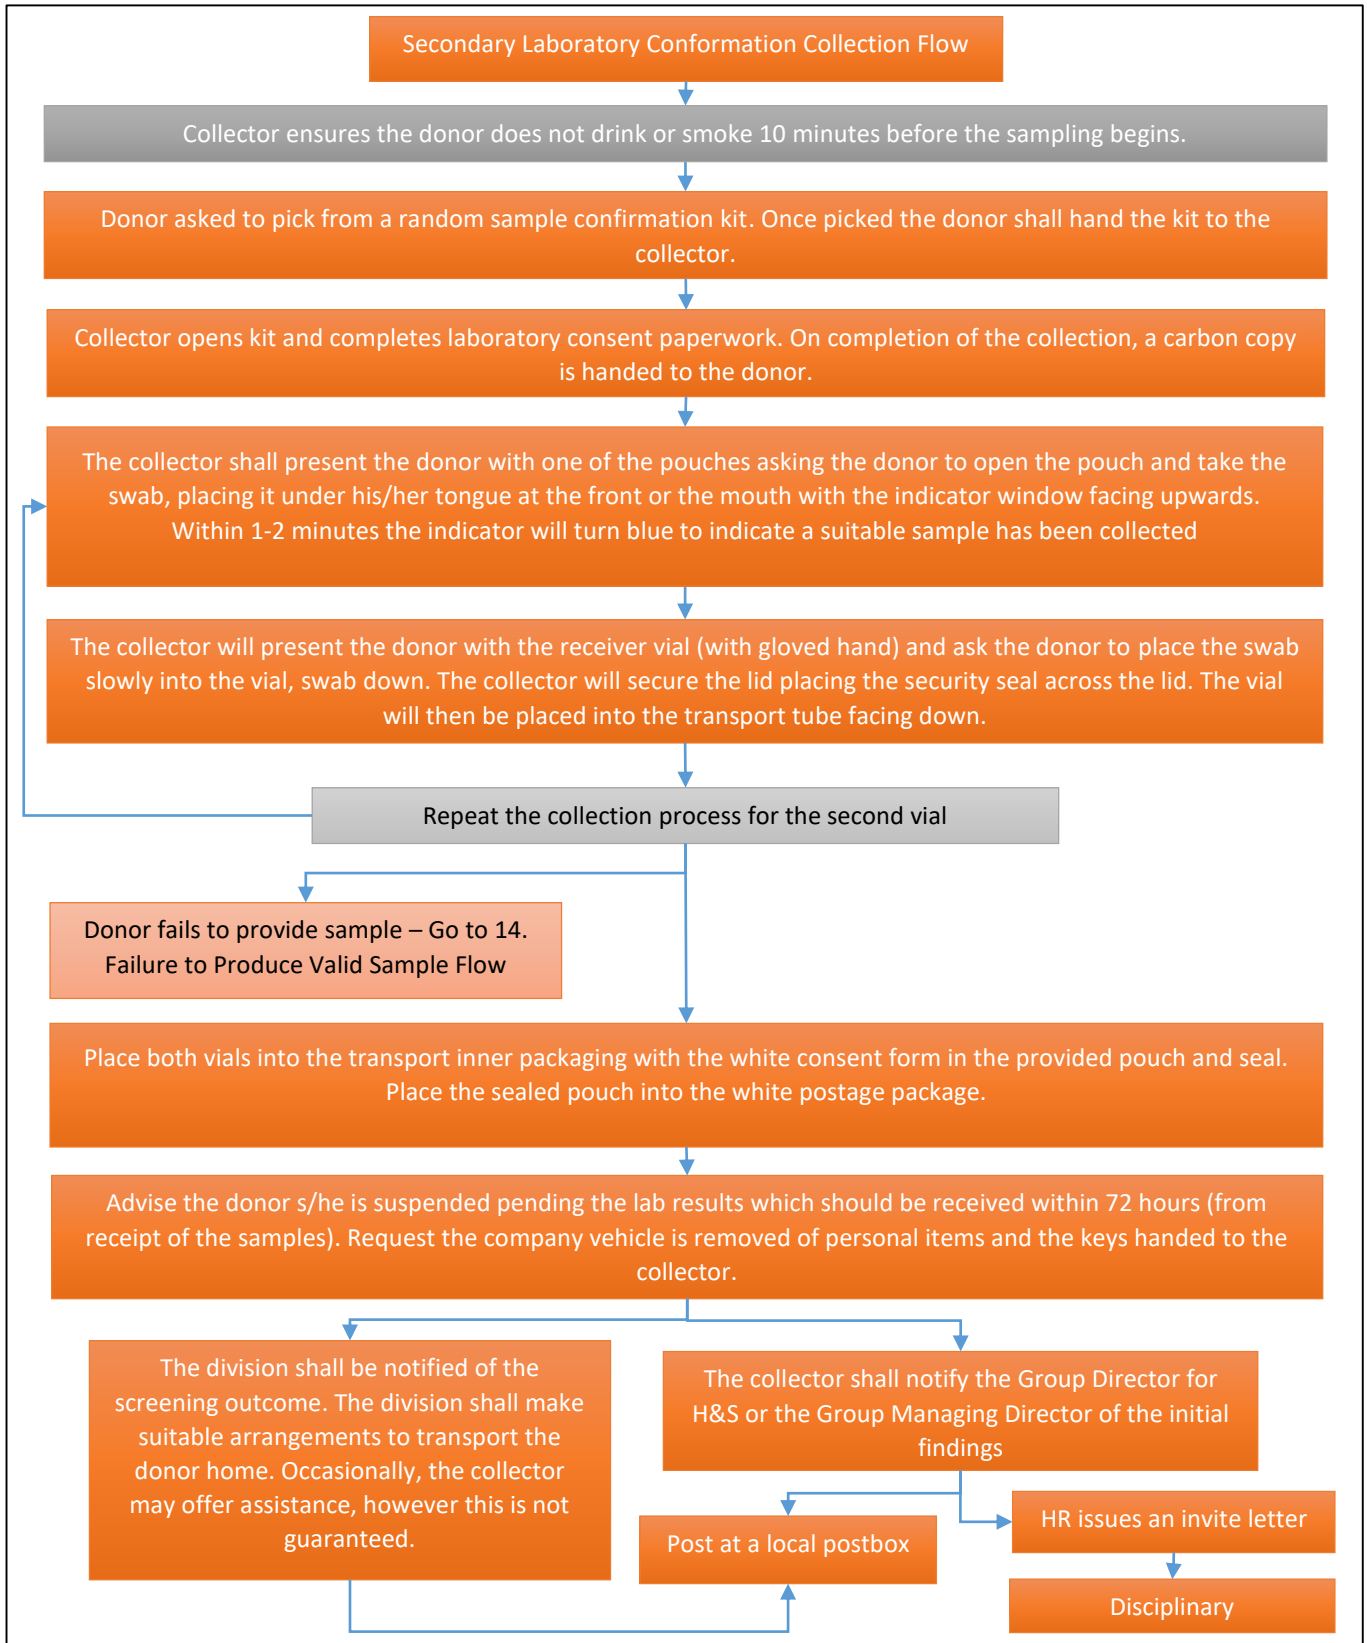 Secondary Laboratory Conformation Collection Flow
Collector ensures the donor does not drink or smoke 10 minutes before the sampling begins.
Donor asked to pick from a random sample confirmation kit. Once picked the donor shall hand the kit to the
collector.
Collector opens kit and completes laboratory consent paperwork. On completion of the collection, a carbon copy
is handed to the donor.
The collector shall present the donor with one of the pouches asking the donor to open the pouch and take the
swab, placing it under his/her tongue at the front or the mouth with the indicator window facing upwards.
Within 1-2 minutes the indicator will turn blue to indicate a suitable sample has been collected
The collector will present the donor with the receiver vial (with gloved hand) and ask the donor to place the swab
slowly into the vial, swab down. The collector will secure the lid placing the security seal across the lid. The vial
will then be placed into the transport tube facing down.
Repeat the collection process for the second vial
Donor fails to provide sample – Go to 14.
Failure to Produce Valid Sample Flow
Place both vials into the transport inner packaging with the white consent form in the provided pouch and seal.
Place the sealed pouch into the white postage package.
Advise the donor s/he is suspended pending the lab results which should be received within 72 hours (from
receipt of the samples). Request the company vehicle is removed of personal items and the keys handed to the
collector.
The division shall be notified of the
screening outcome. The division shall make
suitable arrangements to transport the
donor home. Occasionally, the collector
may offer assistance, however this is not
guaranteed.
The collector shall notify the Group Director for
H&S or the Group Managing Director of the initial
findings
Post at a local postbox
HR issues an invite letter
Disciplinary